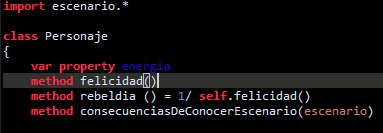 import escenario.*
class Personaje
{
var property energia
method felicidad()
method rebeldia () = 1/ self.felicidad()
method consecuenciasDeConocerEscenario(escenario)